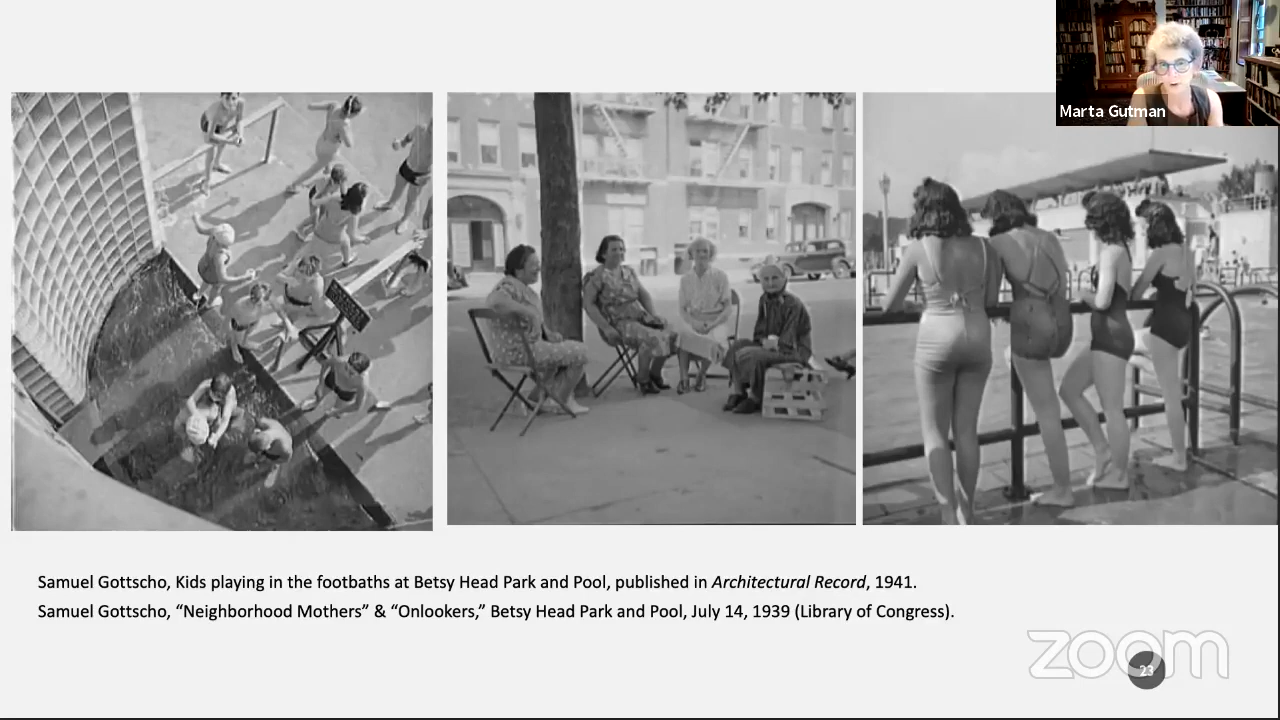 Marta Gutman
Samuel Gottscho, Kids playing in the footbaths at Betsy Head Park and Pool, published in Architectural Record, 1941.
Samuel Gottscho, “Neighborhood Mothers” & “Onlookers,” Betsy Head Park and Pool, July 14, 1939 (Library of Congress).
zoom
23